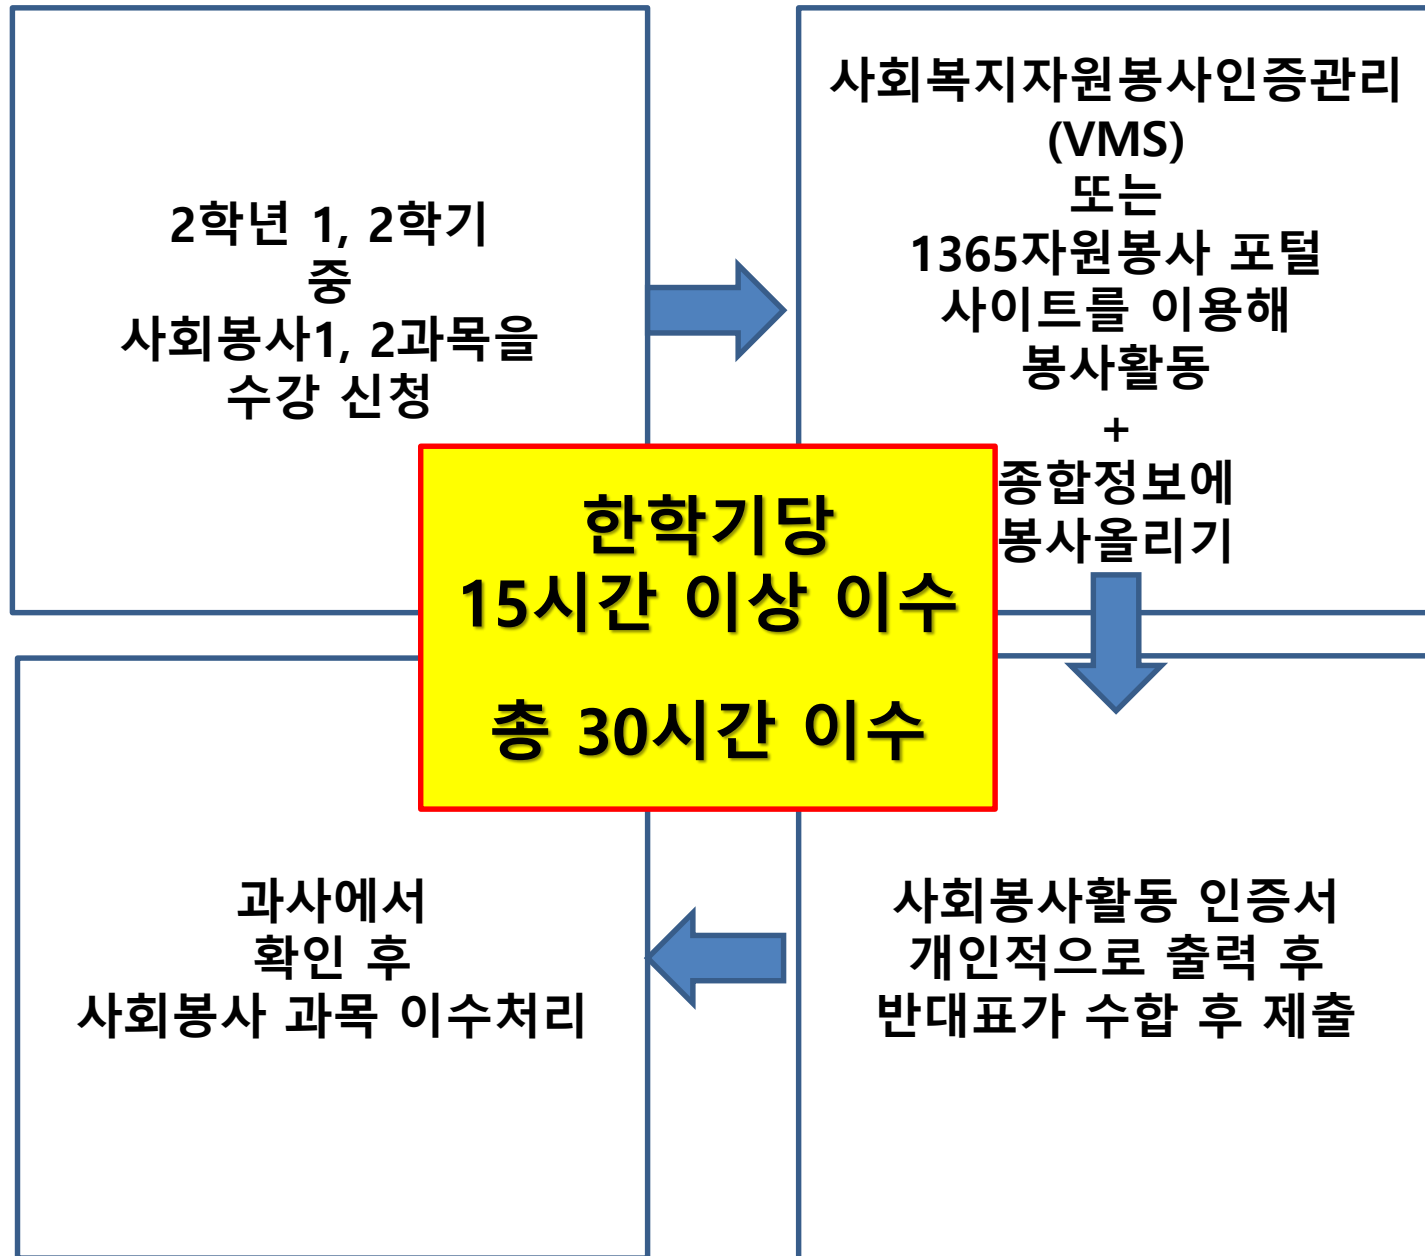 2학년 1, 2학기
중
사회봉사1, 2과목을
수강 신청
사회복지자원봉사인증관리
(VMS)
또는
1365자원봉사 포털
사이트를 이용해
봉사활동
+
종합정보에
봉사올리기
한학기당
15시간 이상 이수
총 30시간 이수
사회봉사활동 인증서
개인적으로 출력 후
반대표가 수합 후 제출
과사에서
확인 후
사회봉사 과목 이수처리